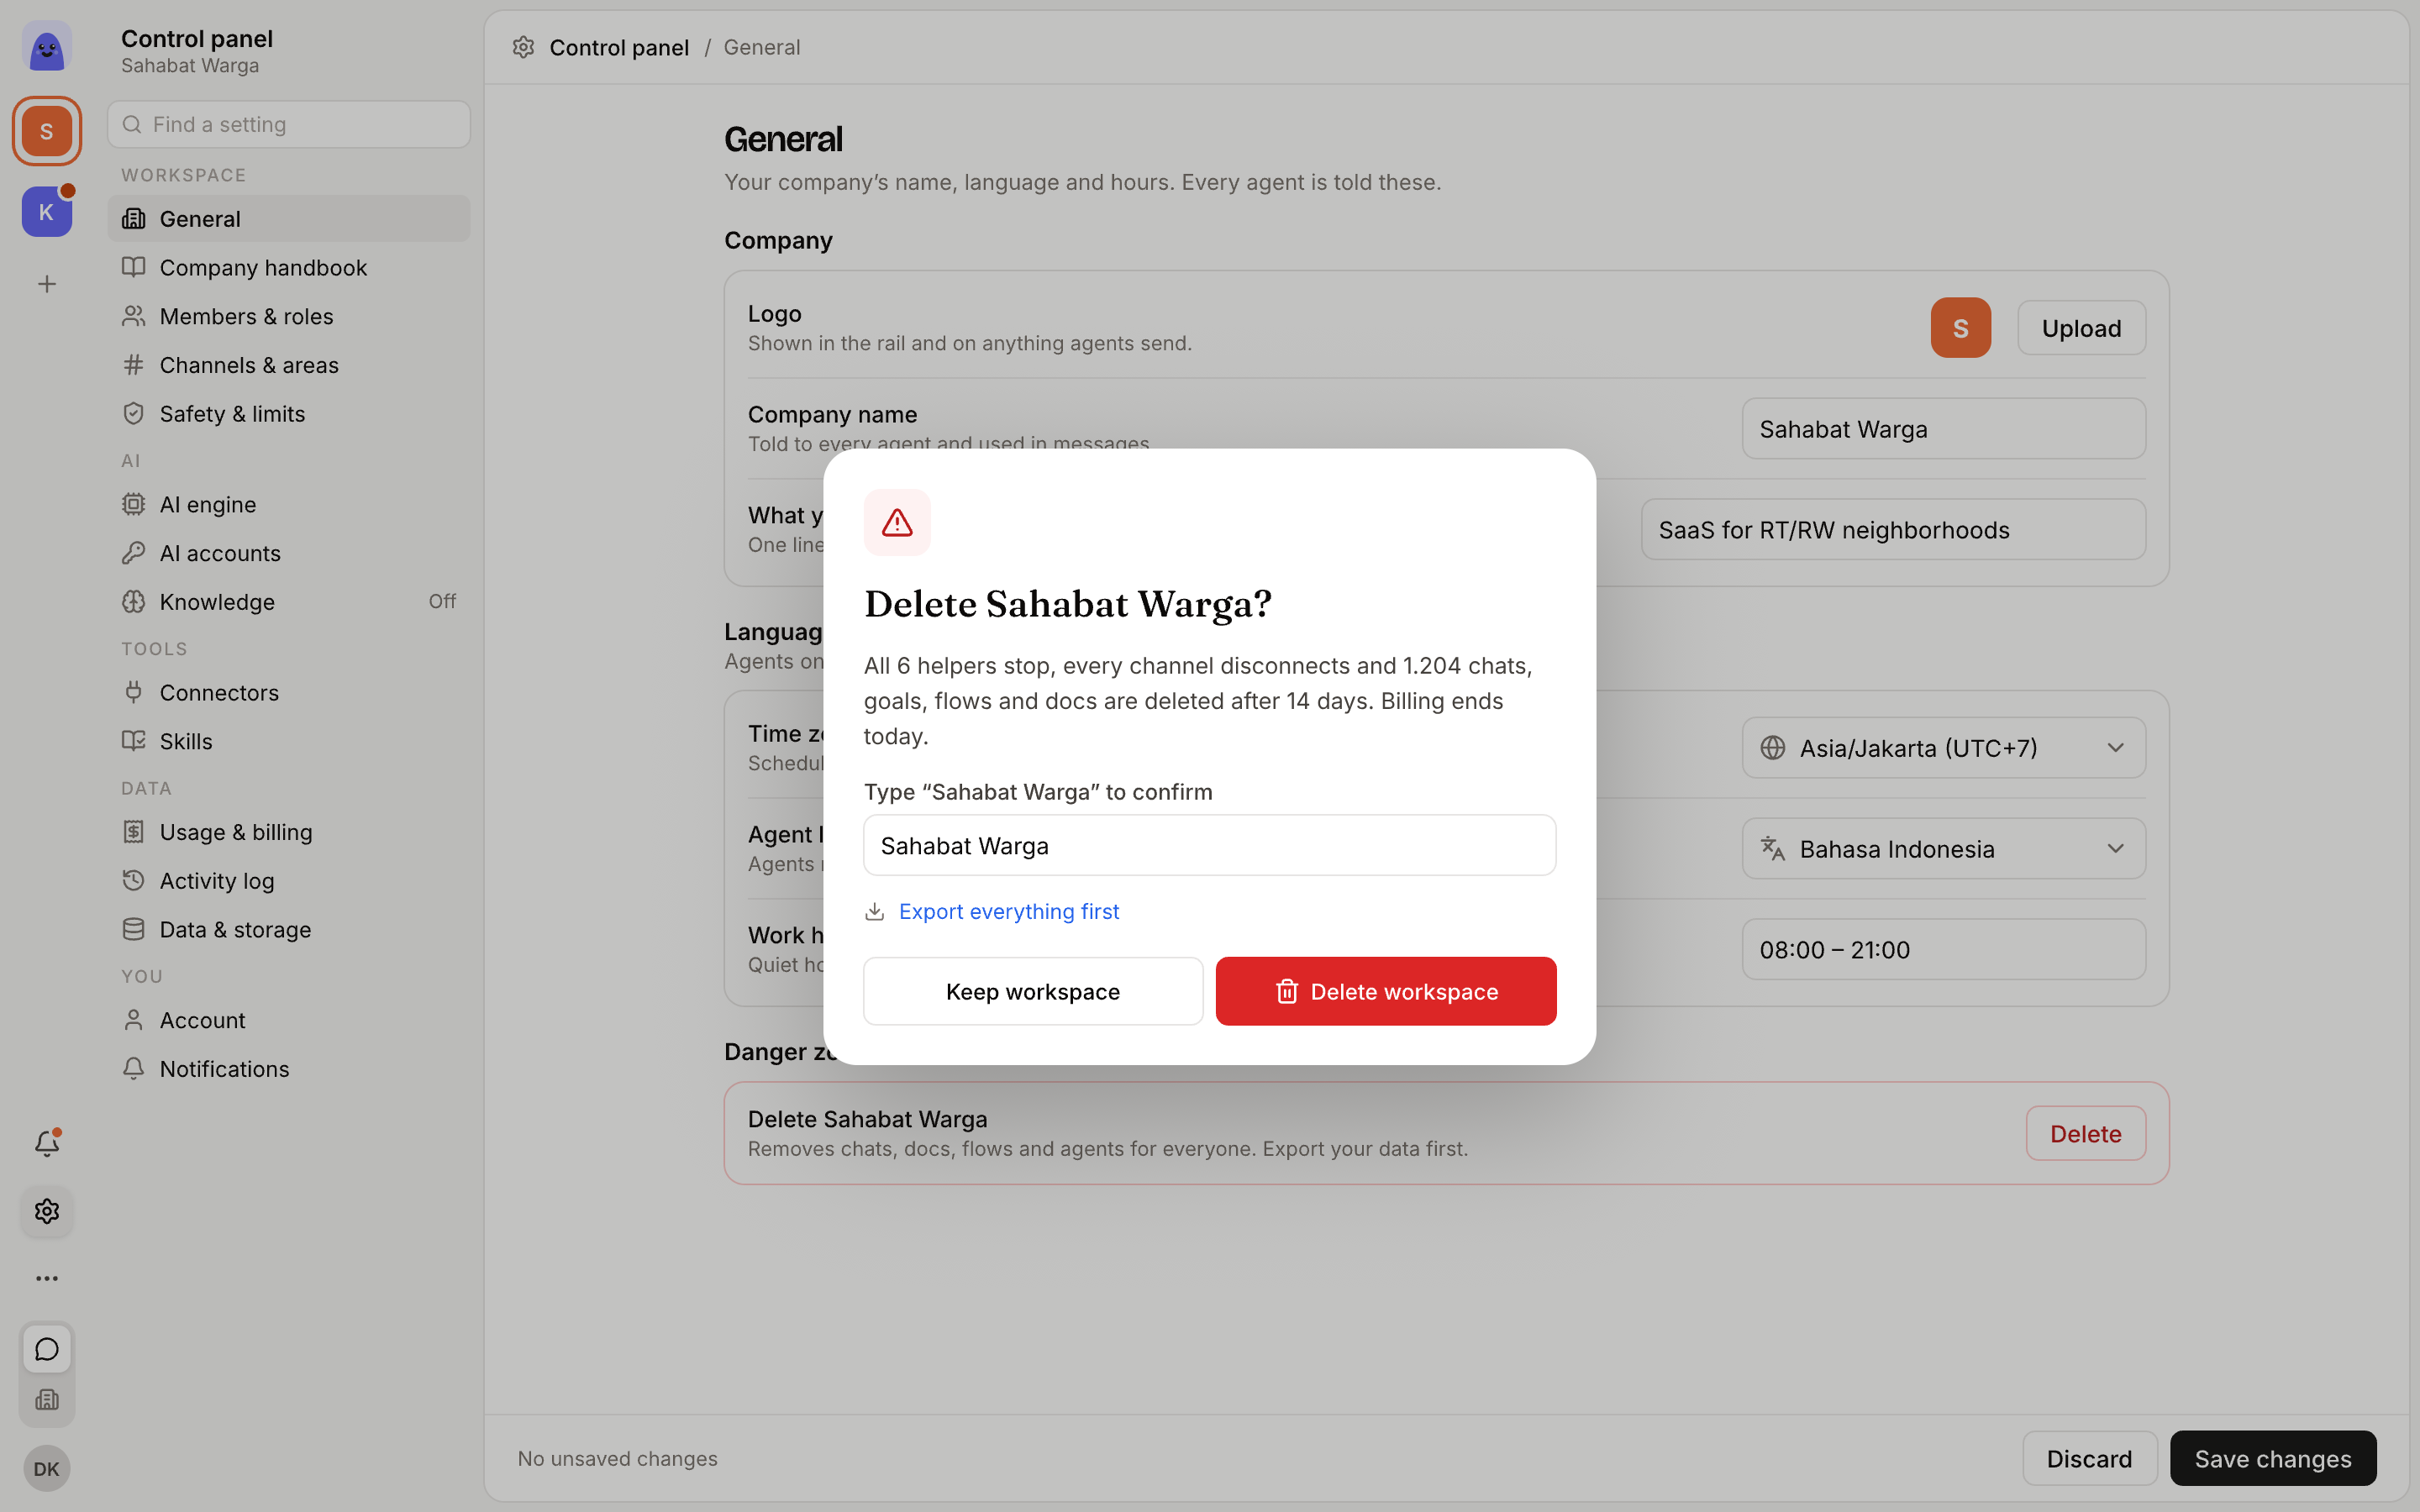 Control panel
Sahabat Warga
S
K
Find a setting
WORKSPACE
General
Company handbook
Members & roles
Channels & areas
Safety & limits
AI
AI engine
AI accounts
Knowledge Off
TOOLS
Connectors
Skills
DATA
Usage & billing
Activity log
Data & storage
YOU
Account
Notifications
DK
Control panel / General
General
Your company’s name, language and hours. Every agent is told these.
Company
Logo
Shown in the rail and on anything agents send.
S Upload
Company name
Told to every agent and used in messages
Sahabat Warga
What y
One line
SaaS for RT/RW neighborhoods
Languag
Agents on
Time z
Schedul
Asia/Jakarta (UTC+7)
Agent
Agents
Bahasa Indonesia
Work h
Quiet ho
08:00 – 21:00
Delete Sahabat Warga?
All 6 helpers stop, every channel disconnects and 1.204 chats,
goals, flows and docs are deleted after 14 days. Billing ends
today.
Type “Sahabat Warga” to confirm
Sahabat Warga
Export everything first
Keep workspace Delete workspace
Danger zo
Delete Sahabat Warga
Removes chats, docs, flows and agents for everyone. Export your data first.
Delete
No unsaved changes
Discard Save changes